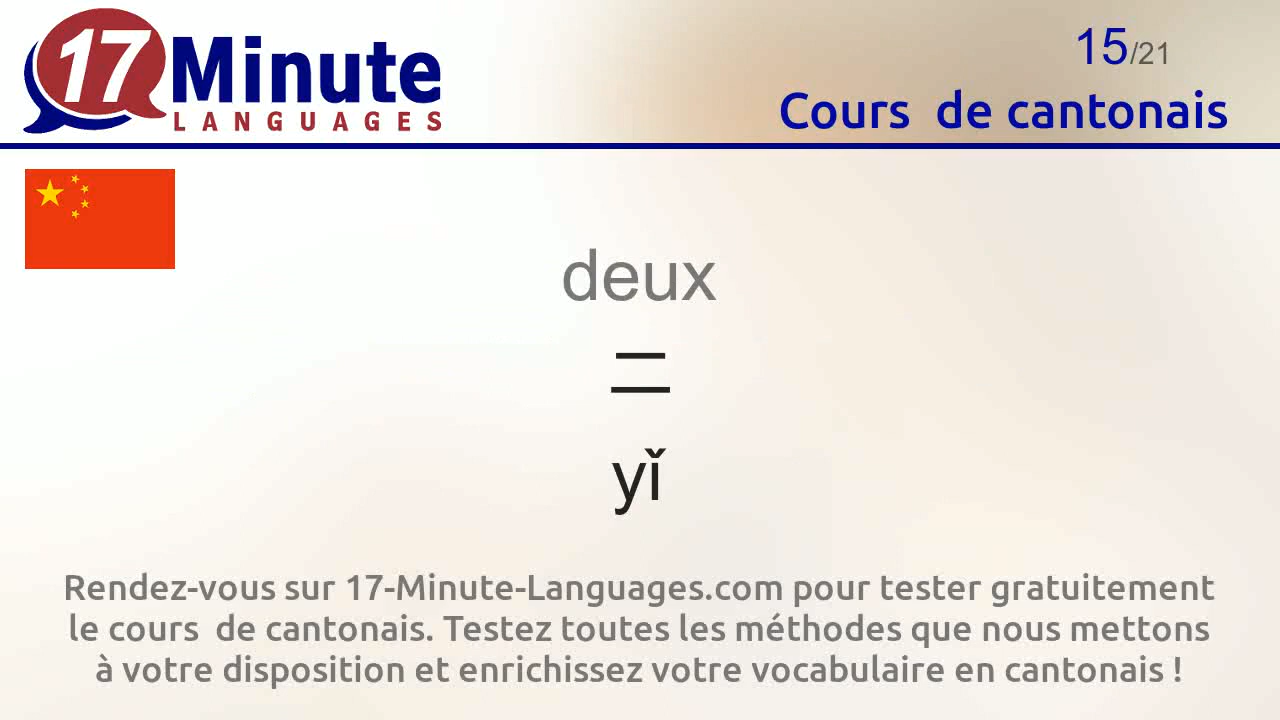 17 Minute
LANGUAGES
15/21
Cours de cantonais
deux
二
yǐ
Rendez-vous sur 17-Minute-Languages.com pour tester gratuitement
le cours de cantonais. Testez toutes les méthodes que nous mettons
à votre disposition et enrichissez votre vocabulaire en cantonais !